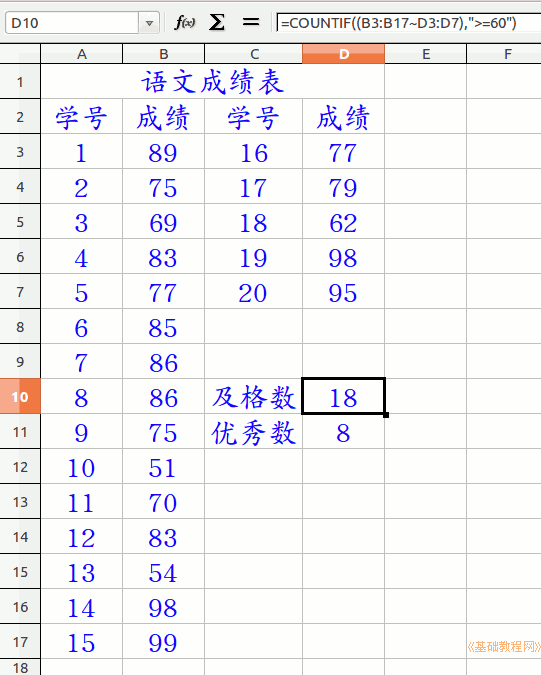 D10 f(x) Σ = =COUNTIF((B3:B17~D3:D7),">=60")
A B C D E F
1 语文成绩表
2 学号 成绩 学号 成绩
3 1 89 16 77
4 2 75 17 79
5 3 69 18 62
6 4 83 19 98
7 5 77 20 95
8 6 85
9 7 86
10 8 86 及格数 18
11 9 75 优秀数 8
12 10 51
13 11 70
14 12 83
15 13 54
16 14 98
17 15 99 《基础教程网》
18